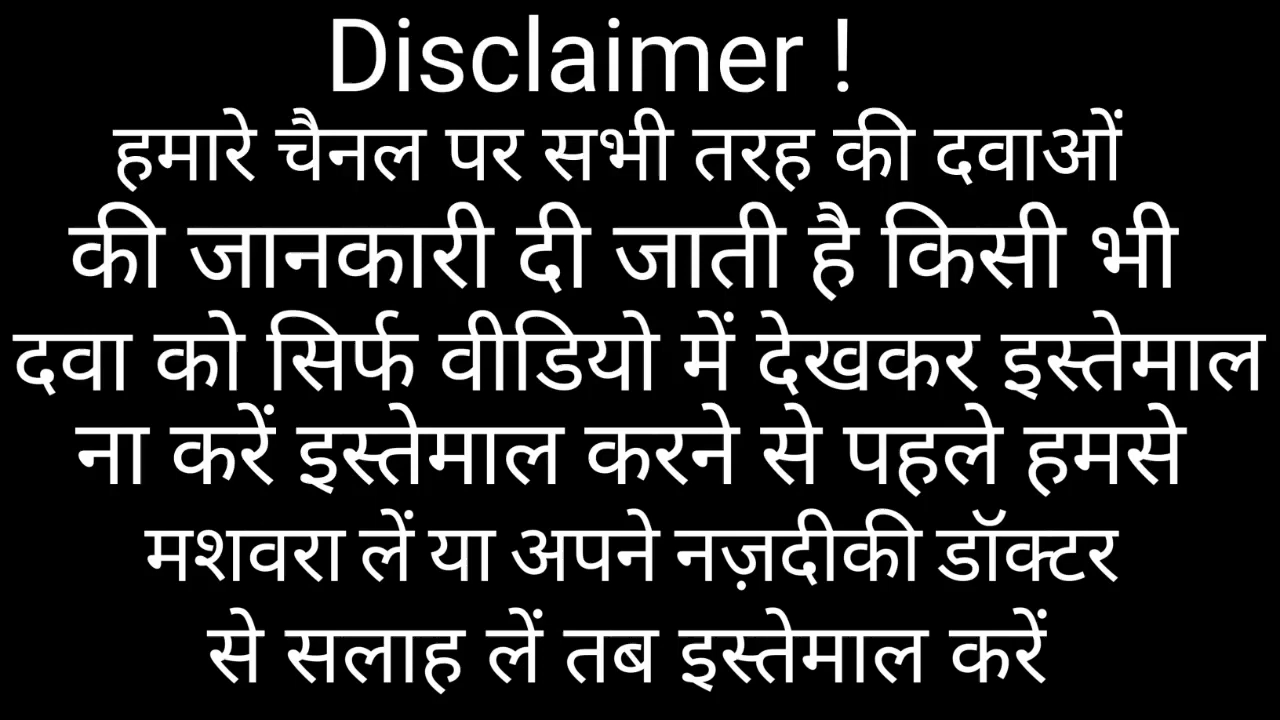 Disclaimer !
हमारे चैनल पर सभी तरह की दवाओं
की जानकारी दी जाती है किसी भी
दवा को सिर्फ वीडियो में देखकर इस्तेमाल
ना करें इस्तेमाल करने से पहले हमसे
मशवरा लें या अपने नज़दीकी डॉक्टर
से सलाह लें तब इस्तेमाल करें